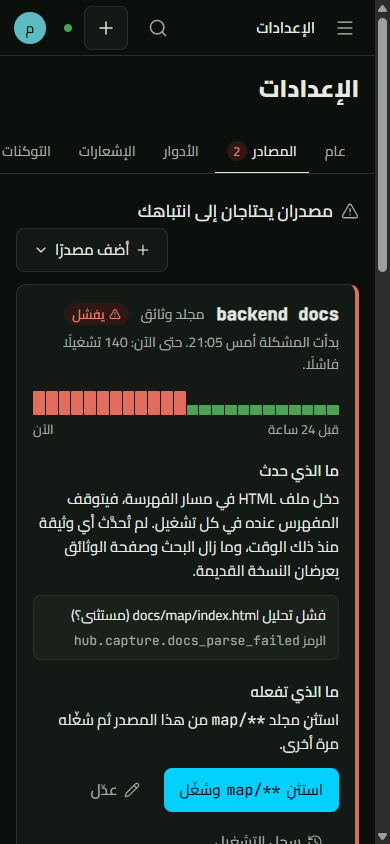 الإعدادات
م
الإعدادات
عام
المصادر 2
الأدوار
الإشعارات
التوكنات
مصدران يحتاجان إلى انتباهك
أضف مصدرًا
backend docs مجلد وثائق يفشل
بدأت المشكلة أمس 21:05. حتى الآن: 140 تشغيلًا
فاشلًا.
قبل 24 ساعة
الآن
ما الذي حدث
دخل ملف HTML في مسار الفهرسة، فيتوقف
المفهرس عنده في كل تشغيل. لم تُحدَّث أي وثيقة
منذ ذلك الوقت، وما زال البحث وصفحة الوثائق
يعرضان النسخة القديمة.
فشل تحليل docs/map/index.html (مستثنى؟)
الرمز hub.capture.docs_parse_failed
ما الذي تفعله
استثنِ مجلد map/** من هذا المصدر ثم شغّله
مرة أخرى.
استثنِ map/** وشغّل
عدّل
سجل التشغيل